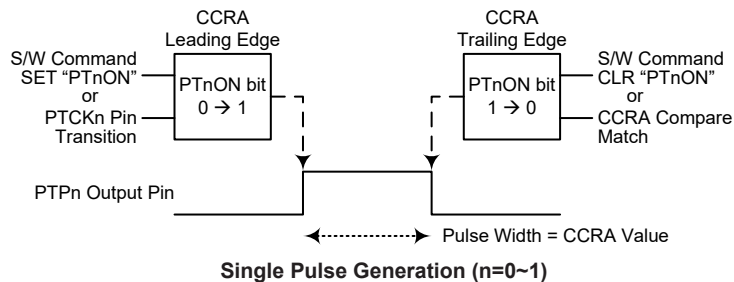 CCRA
Leading Edge
S/W Command
SET “PTnON”
or
PTCKn Pin
Transition
PTnON bit
0 → 1
CCRA
Trailing Edge
PTnON bit
1 → 0
S/W Command
CLR “PTnON”
or
CCRA Compare
Match
PTPn Output Pin
Pulse Width = CCRA Value
Single Pulse Generation (n=0~1)